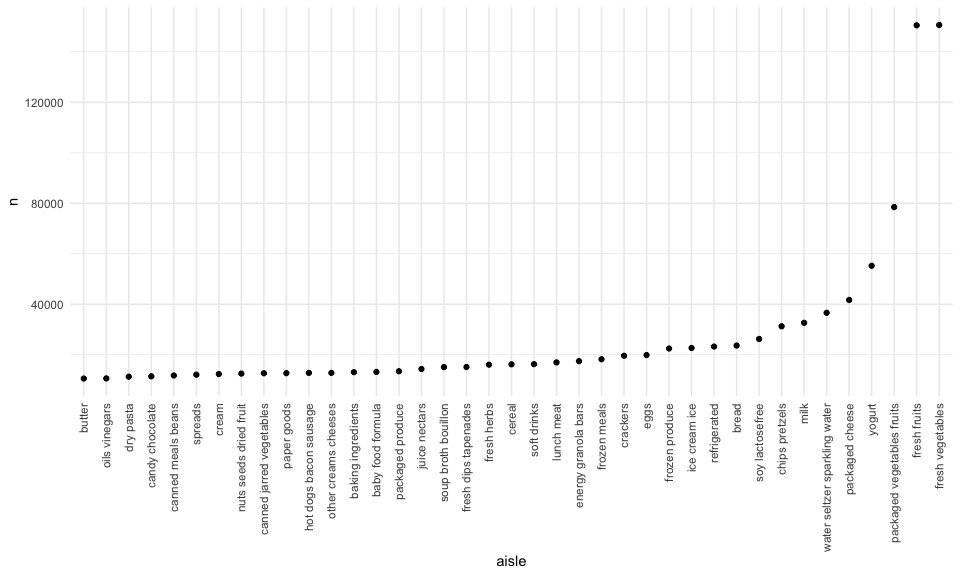 120000
80000
40000
n
butter
oils vinegars
dry pasta
candy chocolate
canned meals beans
spreads
cream
nuts seeds dried fruit
canned jarred vegetables
paper goods
hot dogs bacon sausage
other creams cheeses
baking ingredients
baby food formula
packaged produce
juice nectars
soup broth bouillon
fresh dips tapenades
fresh herbs
cereal
soft drinks
lunch meat
energy granola bars
frozen meals
crackers
eggs
frozen produce
ice cream ice
refrigerated
bread
soy lactosefree
chips pretzels
milk
water seltzer sparkling water
packaged cheese
yogurt
packaged vegetables fruits
fresh fruits
fresh vegetables
aisle